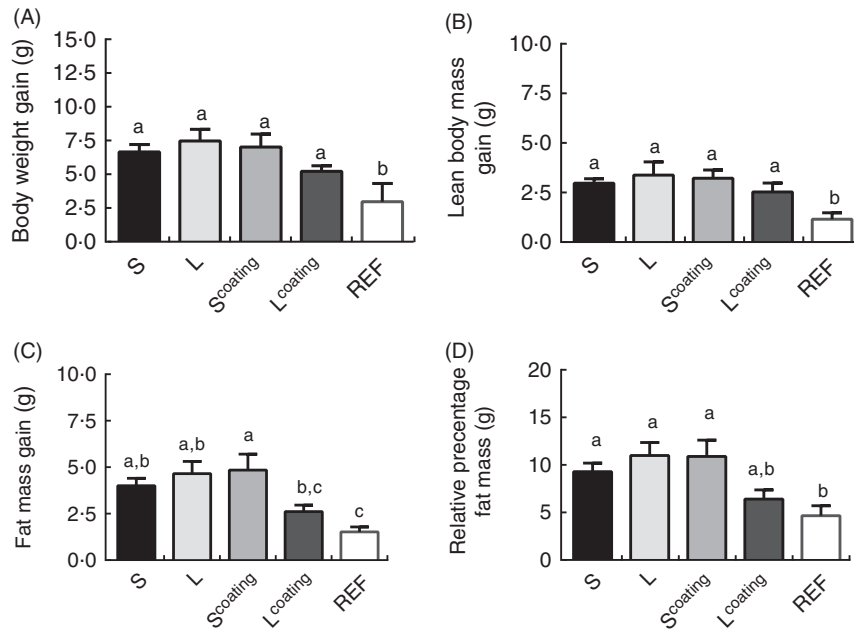 (A)
Body weight gain (g)
15·0
12·5
10·0
7·5
5·0
2·5
0·0
a
a
a
a
b
S
L
Scoating
Lcoating
REF
(B)
Lean body mass
gain (g)
10·0
7·5
5·0
2·5
0·0
a
a
a
a
b
S
L
Scoating
Lcoating
REF
(C)
Fat mass gain (g)
10·0
7·5
5·0
2·5
0·0
a,b
a,b
a
b,c
c
S
L
Scoating
Lcoating
REF
(D)
Relative precentage
fat mass (g)
20
15
10
5
0
a
a
a
a,b
b
S
L
Scoating
Lcoating
REF